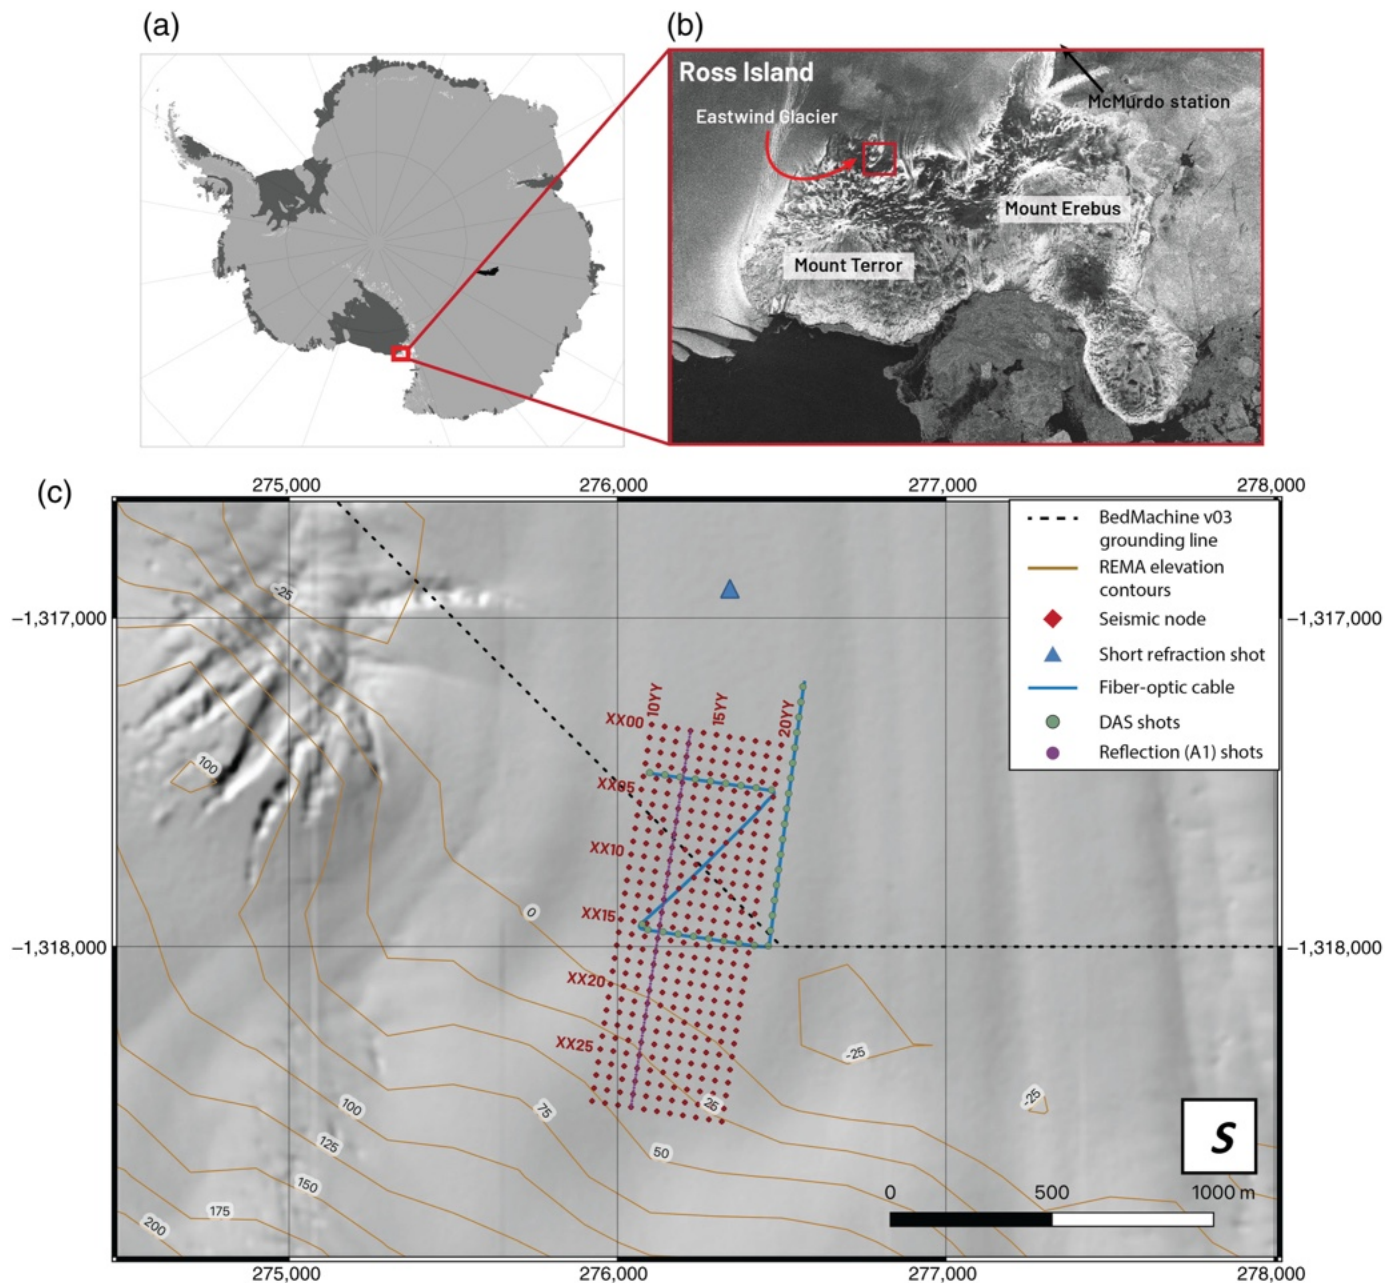 (a)
(b)
Ross Island
McMurdo station
Eastwind Glacier
Mount Erebus
Mount Terror
(c)
275,000
276,000
277,000
278,000
BedMachine v03
grounding line
REMA elevation
contours
Seismic node
Short refraction shot
Fiber-optic cable
DAS shots
Reflection (A1) shots
−1,317,000
−1,317,000
-25
100
10YY
15YY
20YY
XX00
XX05
XX10
XX15
XX20
XX25
0
−1,318,000
−1,318,000
-25
-25
25
50
75
100
125
150
175
200
S
0
500
1000 m
275,000
276,000
277,000
278,000